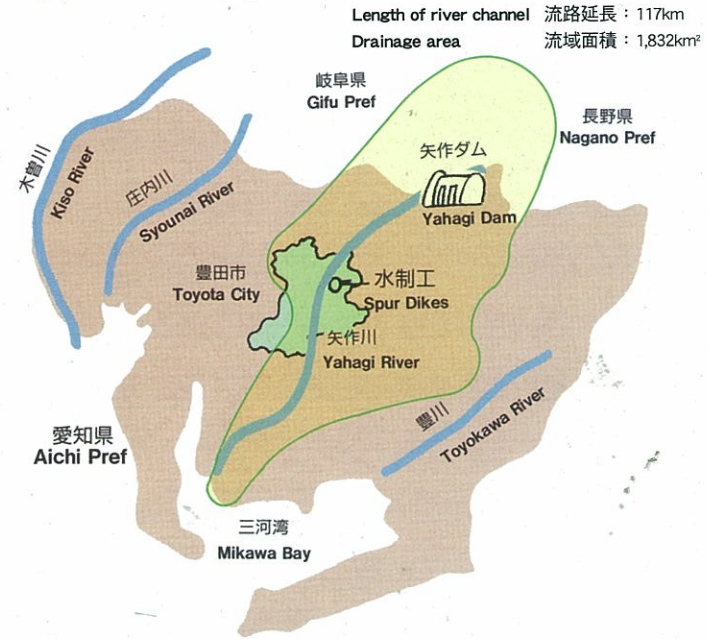 Length of river channel 流路延長：117km
Drainage area 流域面積：1,832km²
岐阜県
Gifu Pref
長野県
Nagano Pref
矢作ダム
Yahagi Dam
木曽川
Kiso River
庄内川
Syounai River
豊田市
Toyota City
水制工
Spur Dikes
矢作川
Yahagi River
豊川
Toyokawa River
愛知県
Aichi Pref
三河湾
Mikawa Bay